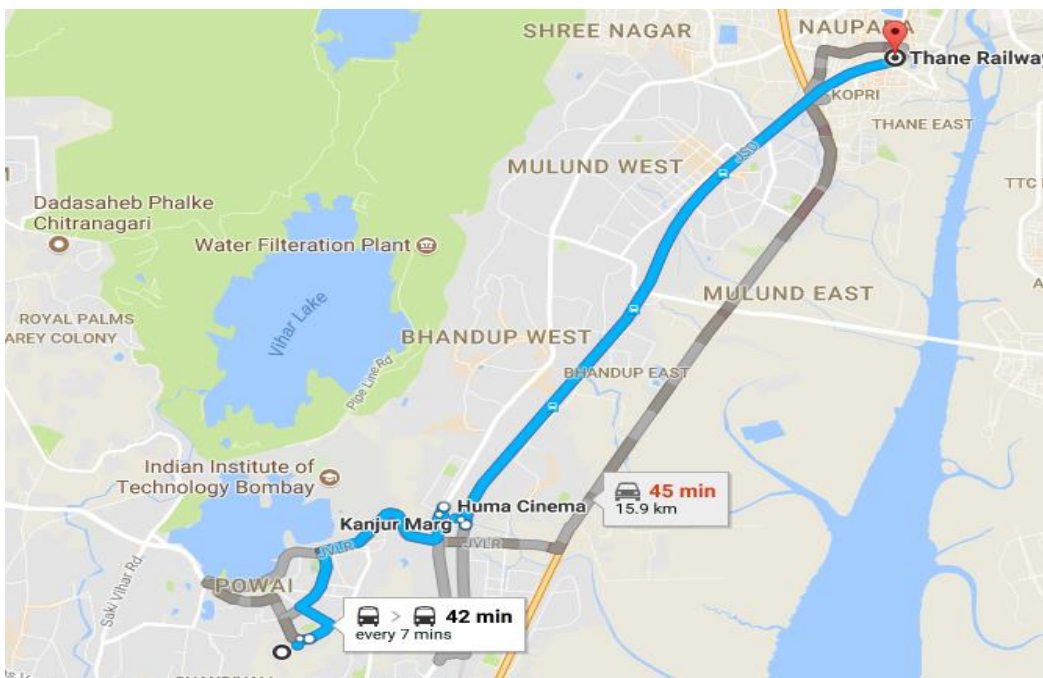 SHREE NAGAR
NAUPADA
Thane Railway
KOPRI
THANE EAST
MULUND WEST
JSD
TTC
Dadasaheb Phalke
Chitranagari
Water Filteration Plant
MULUND EAST
ROYAL PALMS
AREY COLONY
Vihar Lake
BHANDUP WEST
Pipe Line Rd
BHANDUP EAST
Indian Institute of
Technology Bombay
45 min
15.9 km
Huma Cinema
Kanjur Marg
JVLR
JVLR
POWAI
Saki Vihar Rd
42 min
every 7 mins